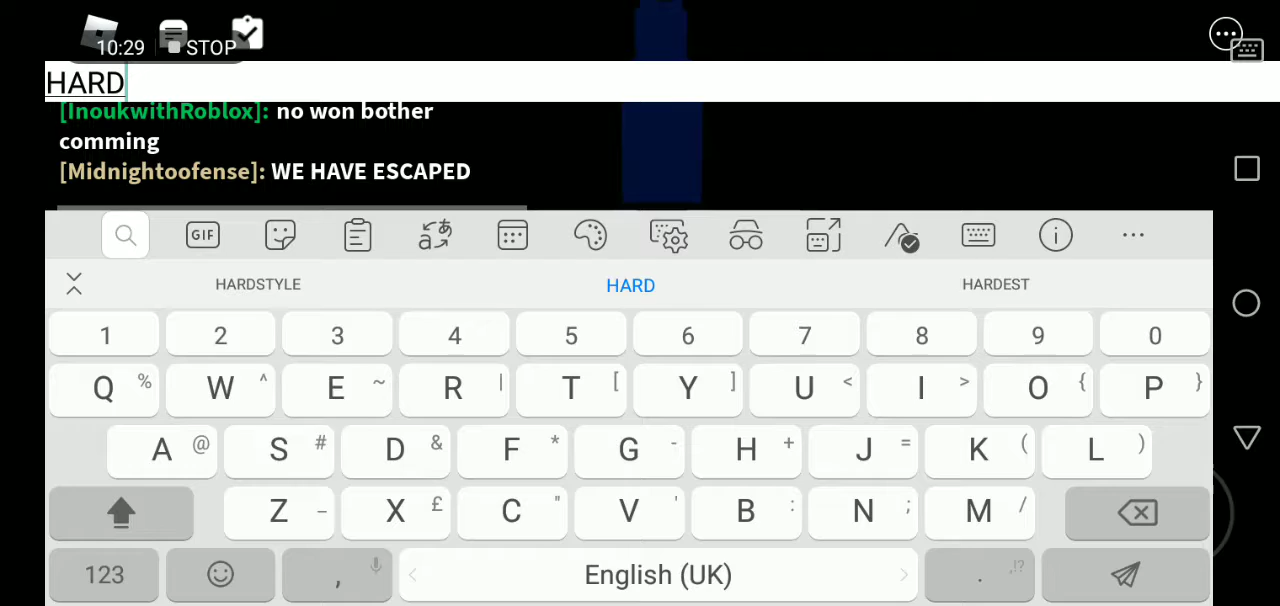 10:29 STOP
HARD
[InoukwithRoblox]: no won bother
comming
[Midnightoofense]: WE HAVE ESCAPED
GIF
HARDSTYLE HARD HARDEST
1 2 3 4 5 6 7 8 9 0
Q % W ^ E ~ R | T [ Y ] U < I > O { P }
A @ S # D & F * G - H + J = K ( L )
Z _ X £ C " V ' B : N ; M /
123 , < English (UK) > . ,!?